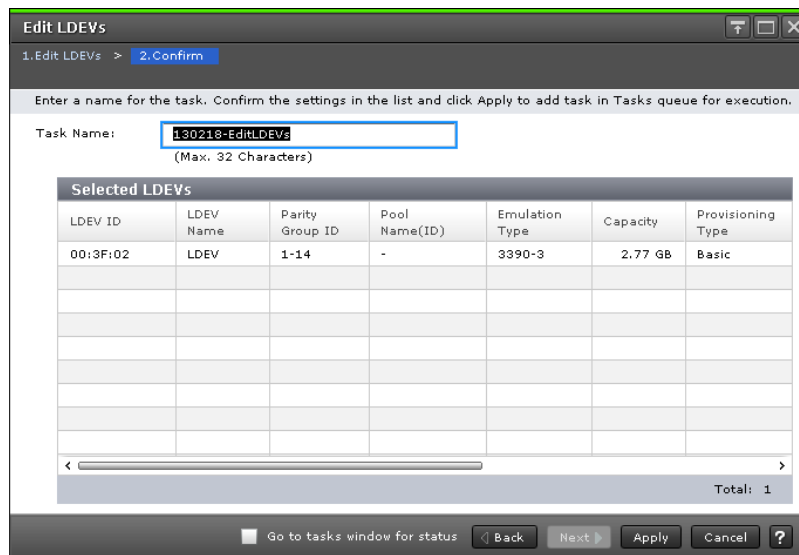 Edit LDEVs
1.Edit LDEVs > 2.Confirm
Enter a name for the task. Confirm the settings in the list and click Apply to add task in Tasks queue for execution.
Task Name: 130218-EditLDEVs
(Max. 32 Characters)
Selected LDEVs
LDEV ID LDEV Name Parity Group ID Pool Name(ID) Emulation Type Capacity Provisioning Type
00:3F:02 LDEV 1-14 - 3390-3 2.77 GB Basic
Total: 1
Go to tasks window for status Back Next Apply Cancel ?